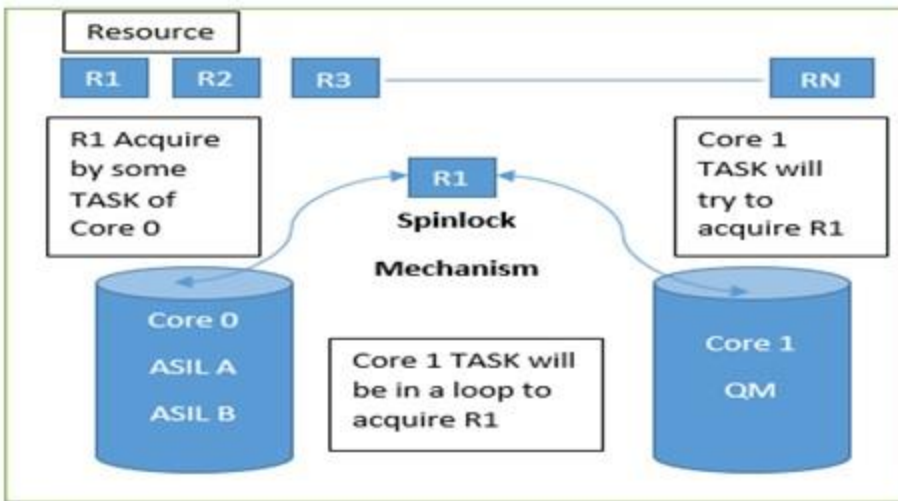 Resource
R1
R2
R3
RN
R1 Acquire
by some
TASK of
Core 0
R1
Spinlock
Mechanism
Core 1
TASK will
try to
acquire R1
Core 0
ASIL A
ASIL B
Core 1 TASK will
be in a loop to
acquire R1
Core 1
QM